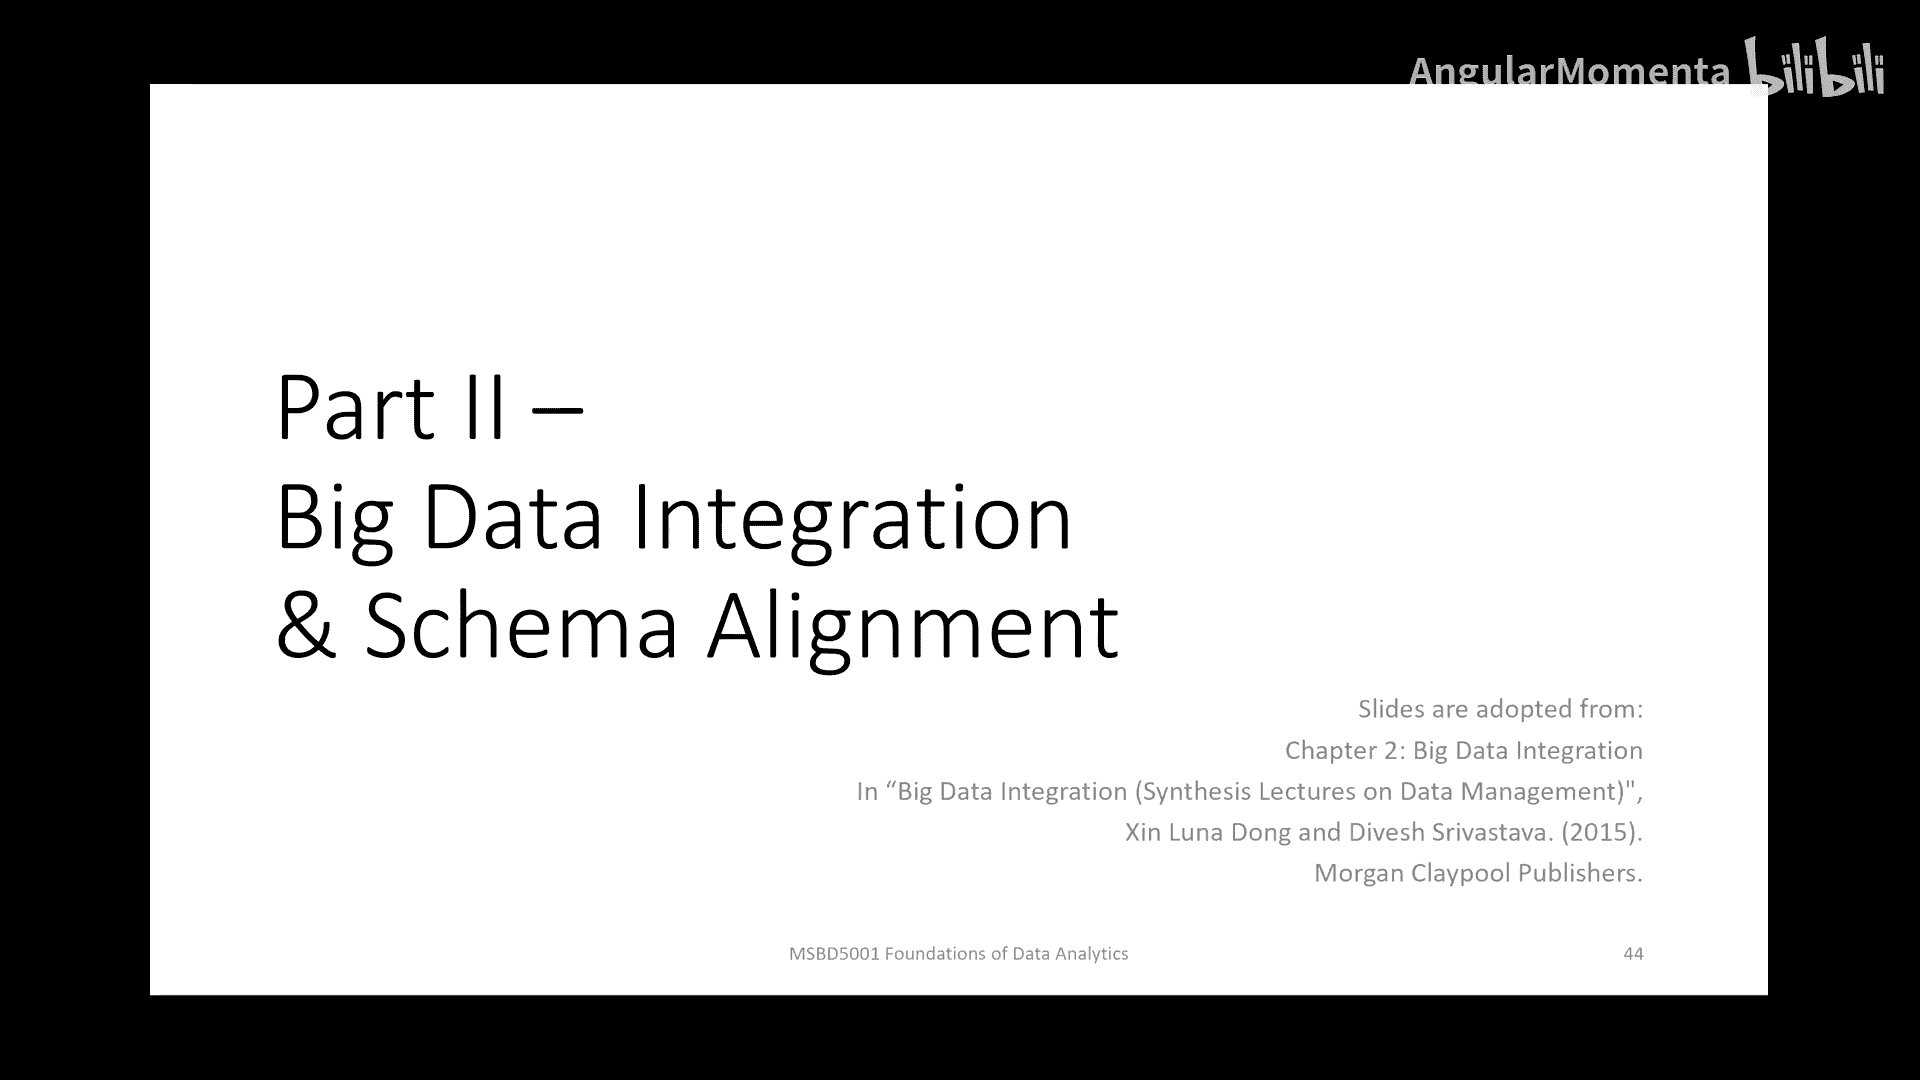 AngularMomenta bilibili
Part II –
Big Data Integration
& Schema Alignment
Slides are adopted from:
Chapter 2: Big Data Integration
In “Big Data Integration (Synthesis Lectures on Data Management)",
Xin Luna Dong and Divesh Srivastava. (2015).
Morgan Claypool Publishers.
MSBD5001 Foundations of Data Analytics
44